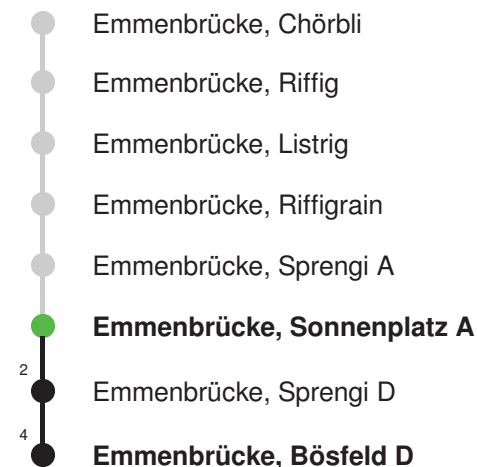 Emmenbrücke, Chörbli
Emmenbrücke, Riffig
Emmenbrücke, Listrig
Emmenbrücke, Riffigrain
Emmenbrücke, Sprengi A
Emmenbrücke, Sonnenplatz A
2
Emmenbrücke, Sprengi D
4
Emmenbrücke, Bösfeld D